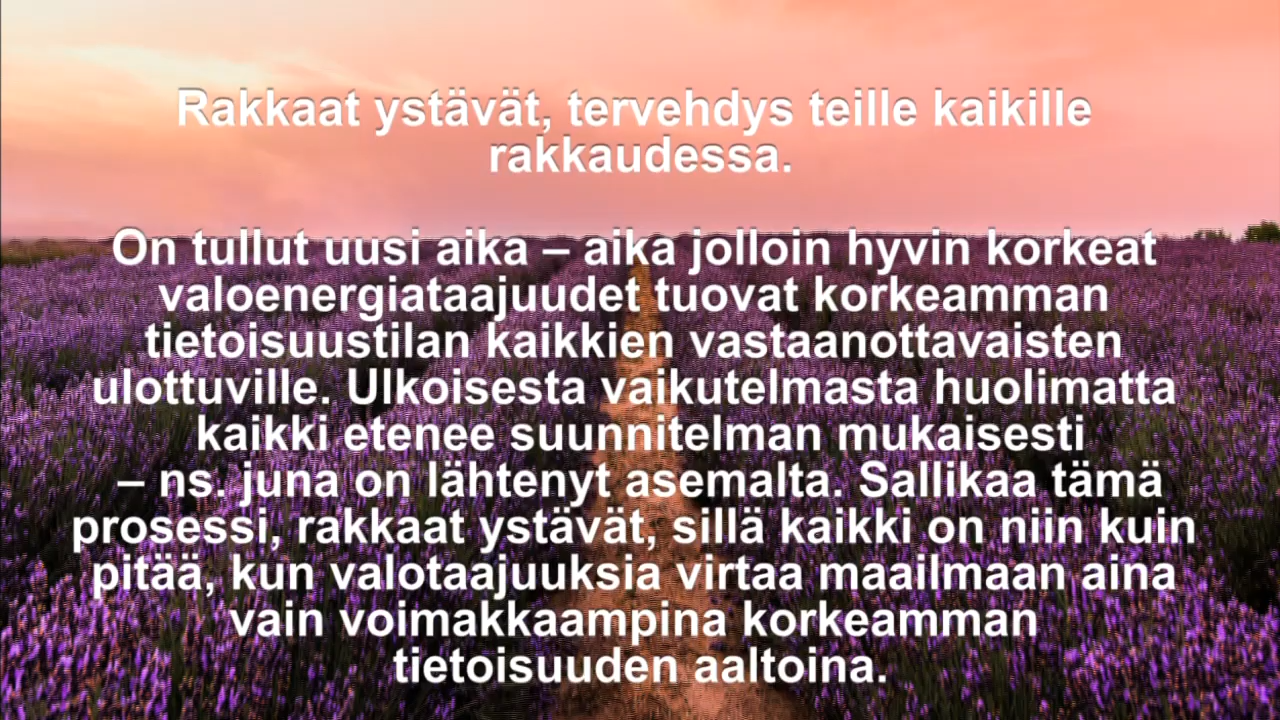 Rakkaat ystävät, tervehdys teille kaikille
rakkaudessa.
On tullut uusi aika – aika jolloin hyvin korkeat
valoenergiataajuudet tuovat korkeamman
tietoisuustilan kaikkien vastaanottavaisten
ulottuville. Ulkoisesta vaikutelmasta huolimatta
kaikki etenee suunnitelman mukaisesti
– ns. juna on lähtenyt asemalta. Sallikaa tämä
prosessi, rakkaat ystävät, sillä kaikki on niin kuin
pitää, kun valotaajuuksia virtaa maailmaan aina
vain voimakkaampina korkeamman
tietoisuuden aaltoina.